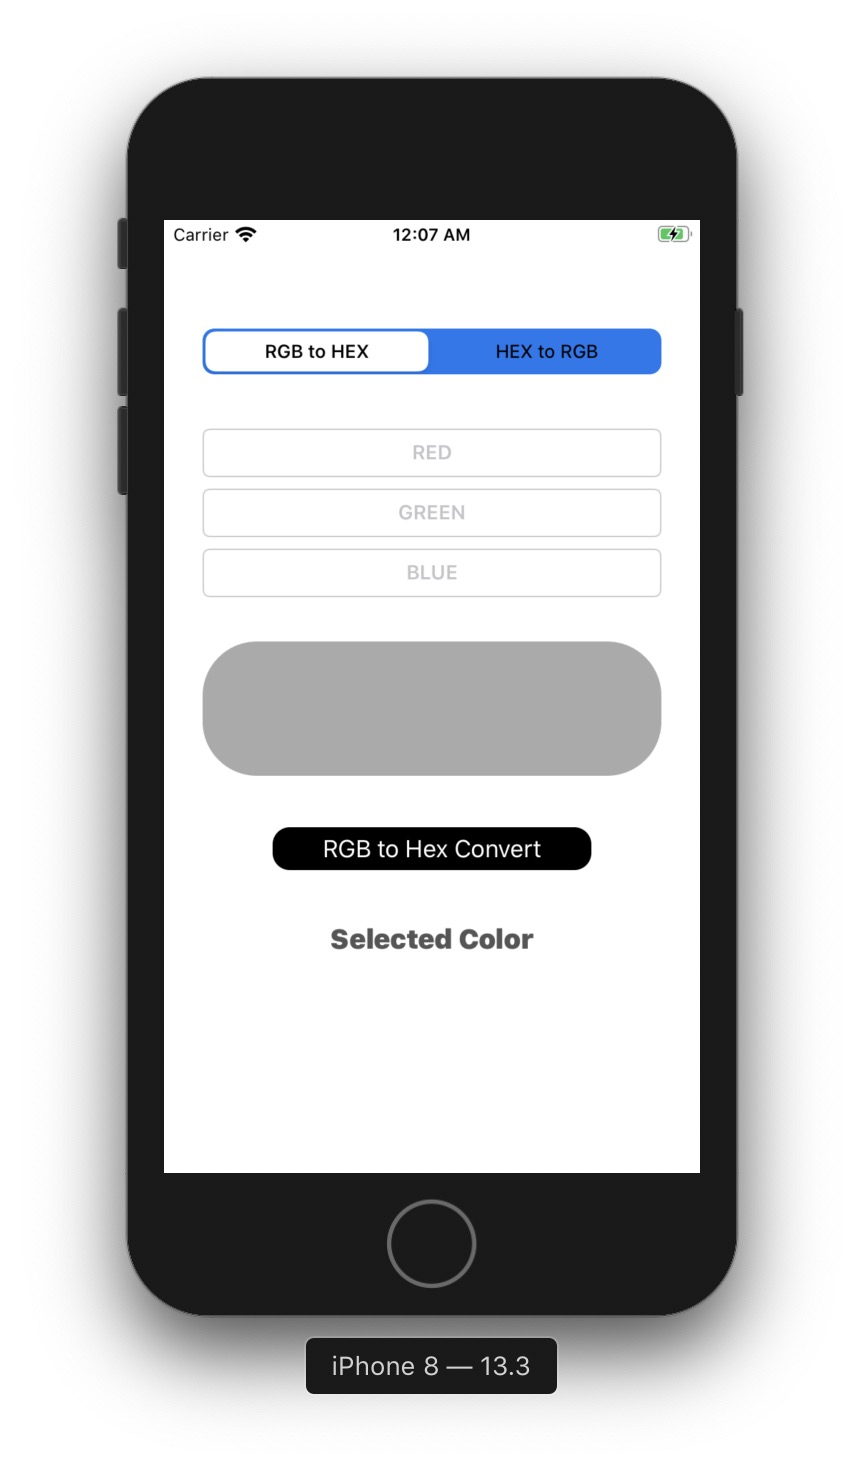 Carrier 12:07 AM
RGB to HEX HEX to RGB
RED
GREEN
BLUE
RGB to Hex Convert
Selected Color
iPhone 8 — 13.3